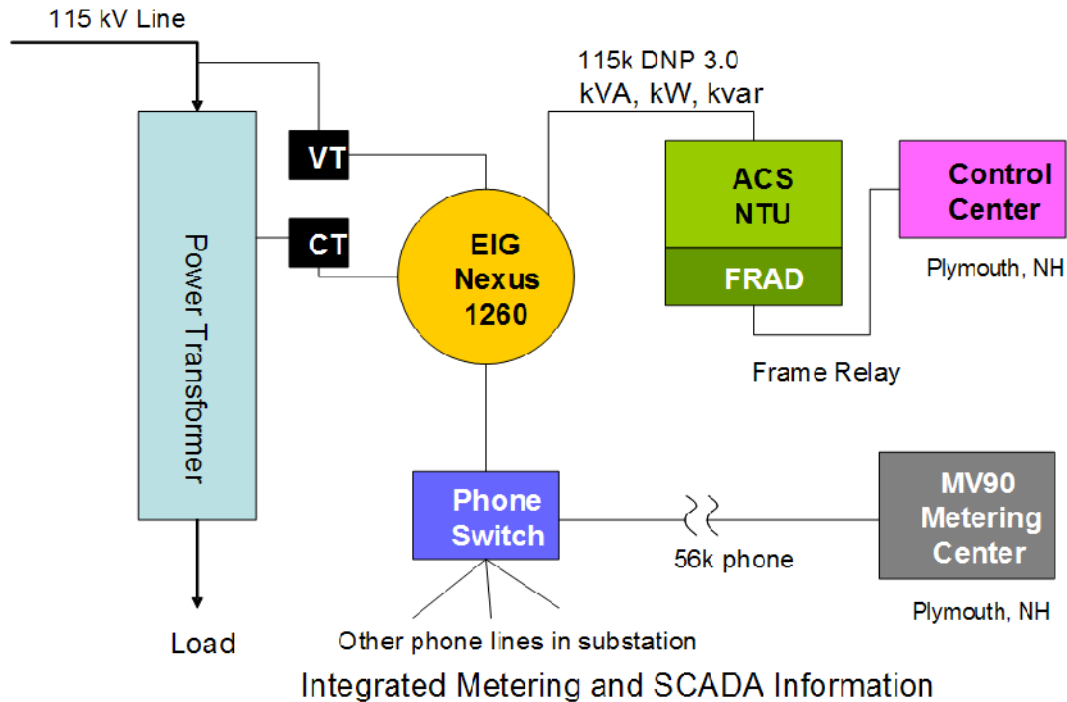 115 kV Line
115k DNP 3.0
kVA, kW, kvar
VT
CT
Power Transformer
EIG
Nexus
1260
ACS
NTU
FRAD
Control
Center
Plymouth, NH
Frame Relay
Phone
Switch
56k phone
MV90
Metering
Center
Plymouth, NH
Load
Other phone lines in substation
Integrated Metering and SCADA Information